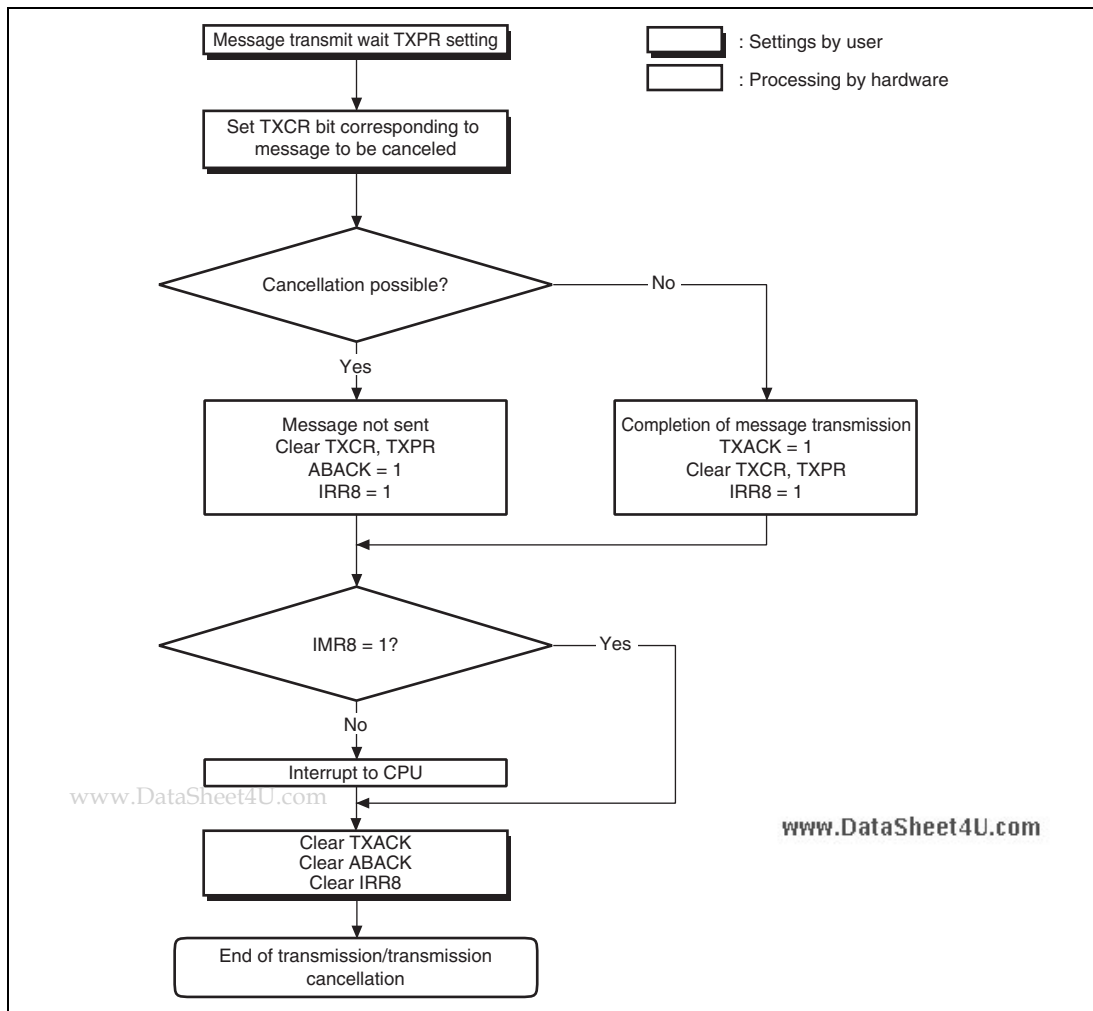 Message transmit wait TXPR setting
: Settings by user
: Processing by hardware
Set TXCR bit corresponding to
message to be canceled
Cancellation possible?
No
Yes
Message not sent
Clear TXCR, TXPR
ABACK = 1
IRR8 = 1
Completion of message transmission
TXACK = 1
Clear TXCR, TXPR
IRR8 = 1
IMR8 = 1?
Yes
No
Interrupt to CPU
www.DataSheet4U.com
www.DataSheet4U.com
Clear TXACK
Clear ABACK
Clear IRR8
End of transmission/transmission
cancellation